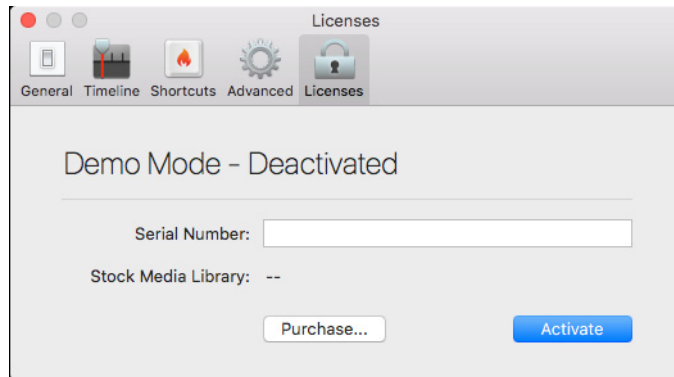 Licenses
General Timeline Shortcuts Advanced Licenses
Demo Mode - Deactivated
Serial Number:
Stock Media Library: --
Purchase... Activate